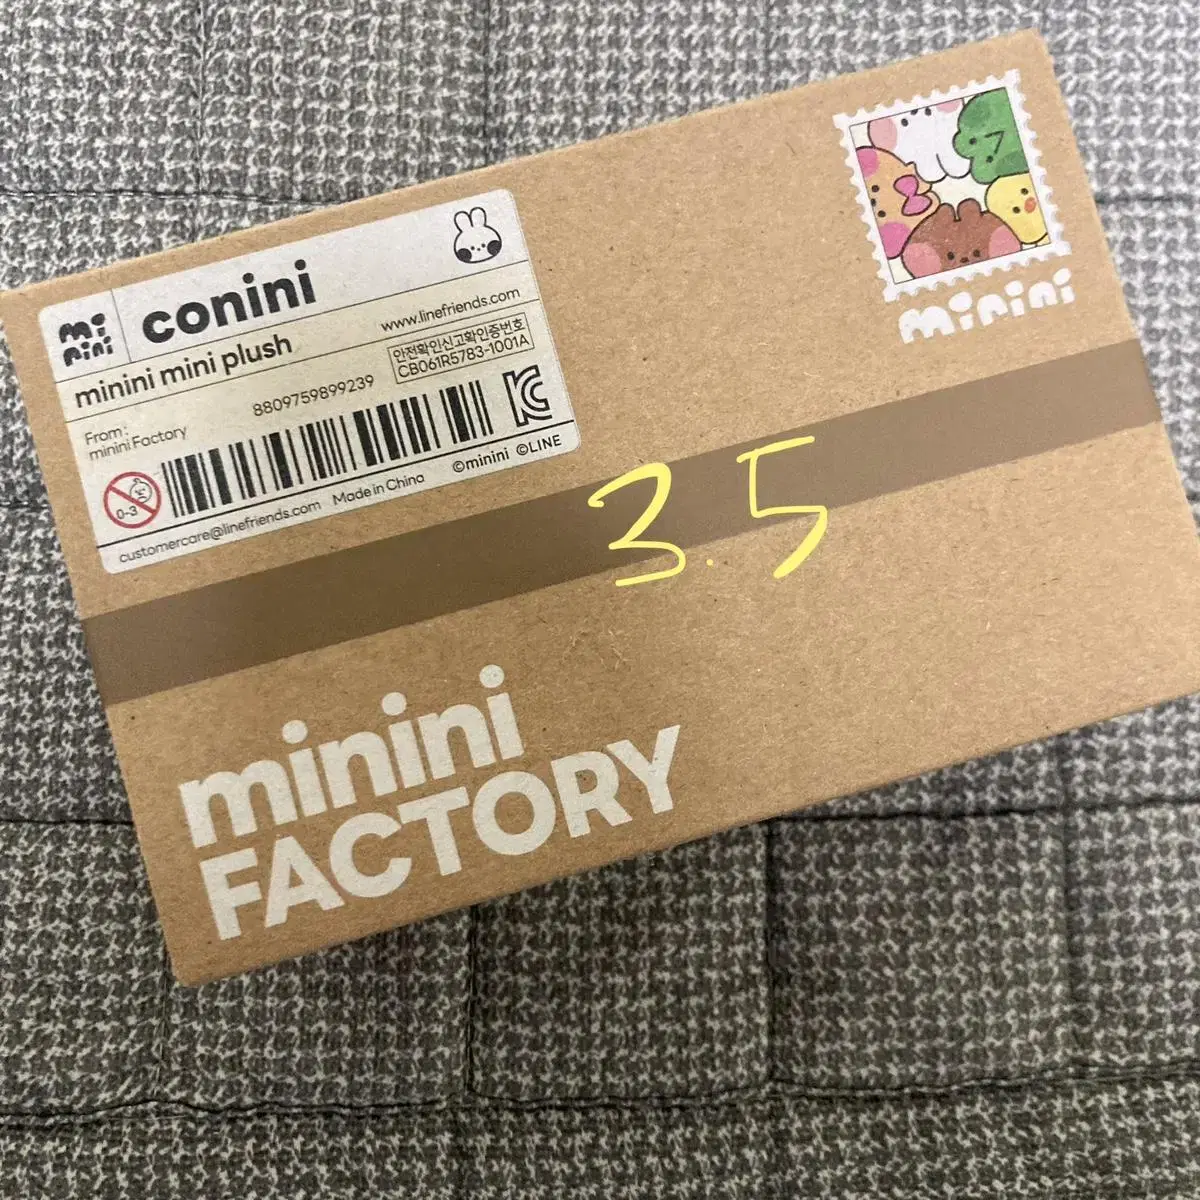 mi
nini
conini
minini mini plush
www.linefriends.com
안전확인신고확인증번호
CB061R5783-1001A
From :
minini Factory
8809759899239
0-3
customercare@linefriends.com
Made in China
©minini ©LINE
minini
3.5
minini
FACTORY